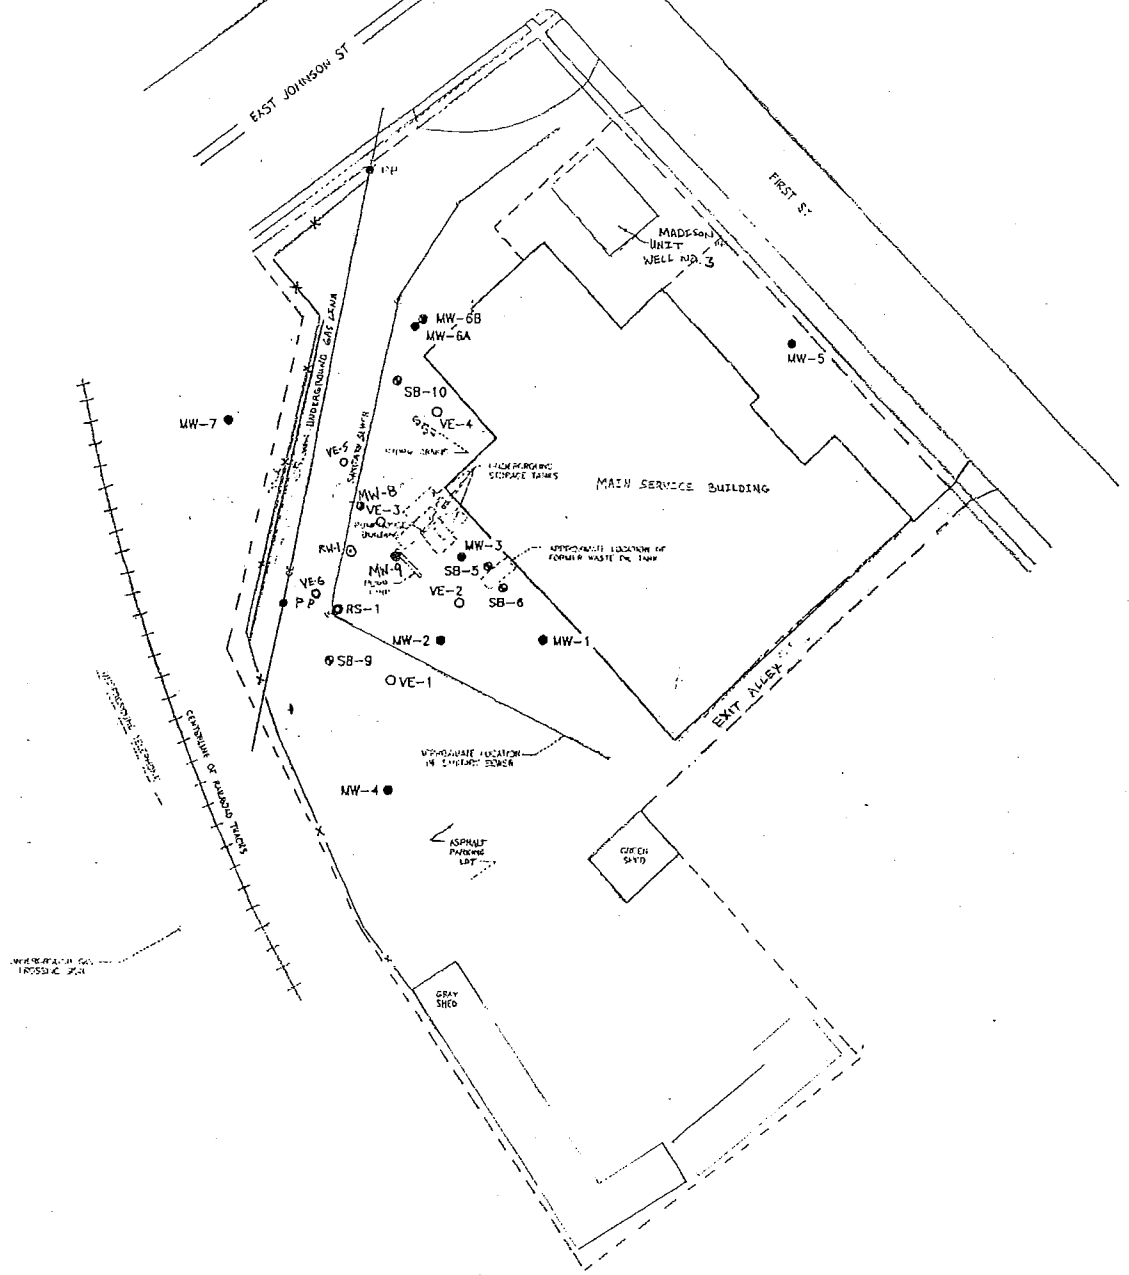 EAST JOHNSON ST
PP
FIRST ST
MADISON
UNIT
WELL NO. 3
MW-6B
MW-6A
MW-5
UNDERGROUND GAS
SB-10
VE-4
MW-7
SANITARY SEWER
VE-5
UNDERGROUND
STORAGE TANKS
MAIN SERVICE BUILDING
MW-8
VE-3
BUILDING
RW-1
MW-9
MW-3
APPROXIMATE LOCATION OF
FORMER WASTE OIL TANK
SB-5
SB-6
VE-6
VE-2
PP
RS-1
MW-2
MW-1
SB-9
VE-1
EXIT ALLEY
APPROXIMATE LOCATION
OF SANITARY SEWER
CENTERLINE OF RAILROAD TRACKS
MW-4
ASPHALT
PARKING
LOT
GREEN
SHED
GRAY
SHED